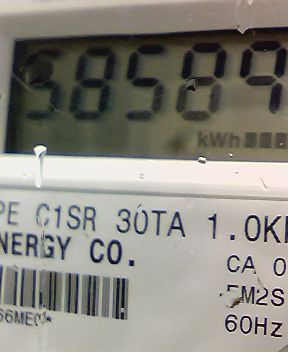 58589
kWh
PE C1SR 30TA 1.0K
NERGY CO.
CA 0
FM2S
60Hz